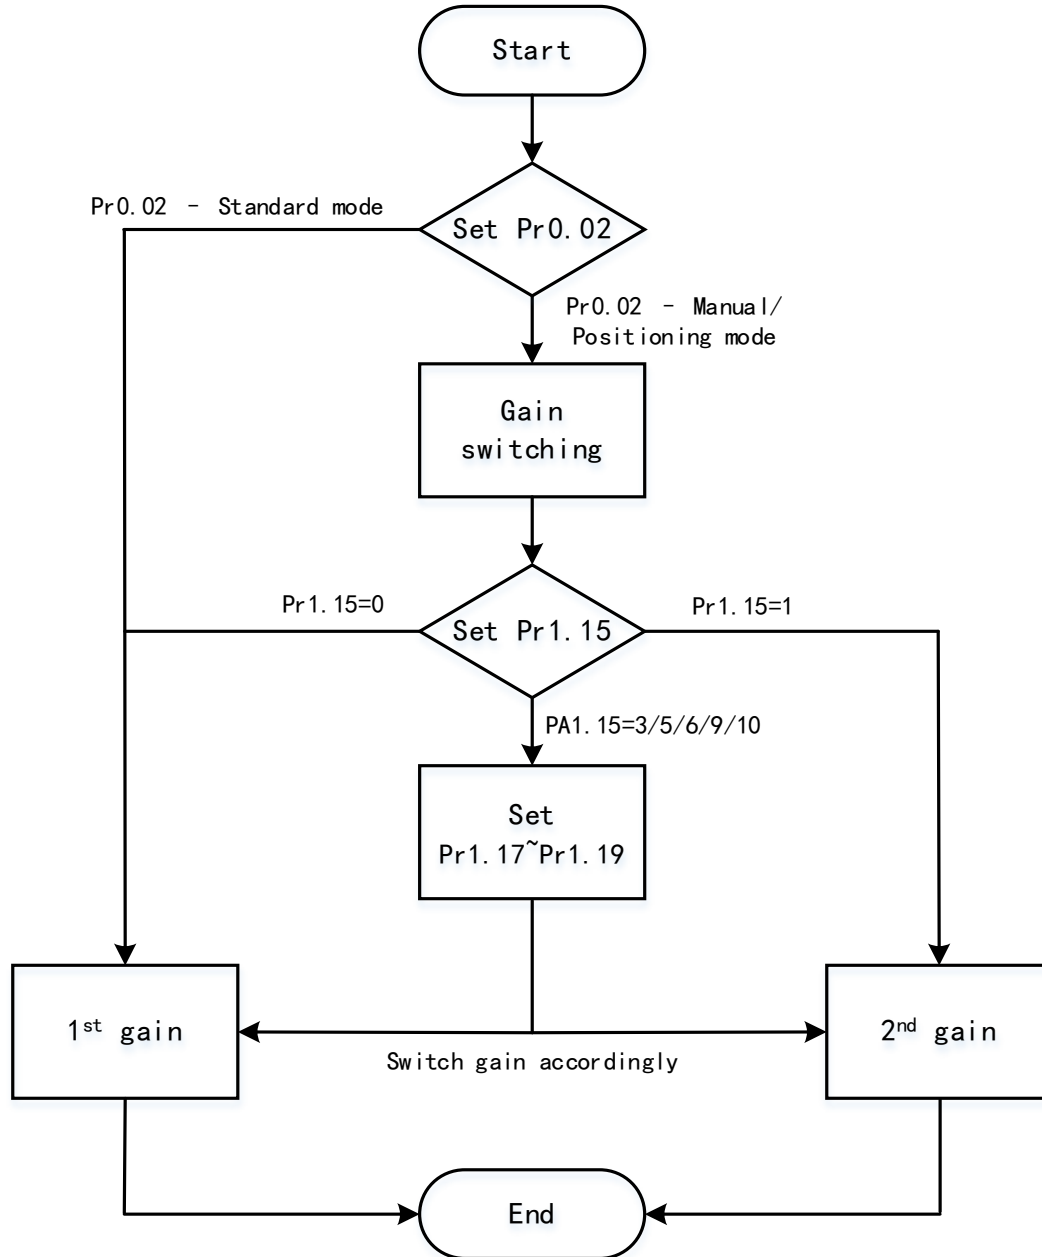 Start
Pr0.02 – Standard mode
Set Pr0.02
Pr0.02 – Manual/
Positioning mode
Gain
switching
Pr1.15=0
Set Pr1.15
Pr1.15=1
PA1.15=3/5/6/9/10
Set
Pr1.17~Pr1.19
1st gain
2nd gain
Switch gain accordingly
End